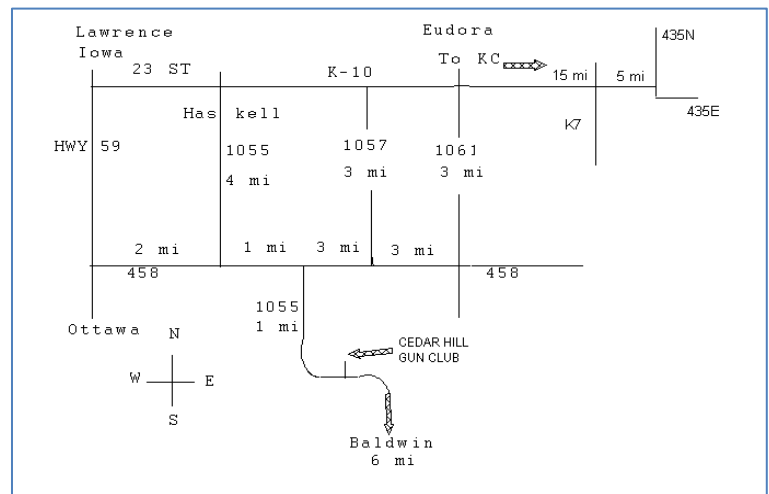 Lawrence
Iowa
Eudora
435N
To KC
23 ST
K-10
15 mi
5 mi
435E
Has kell
K7
HWY 59
1055
4 mi
1057
3 mi
1061
3 mi
2 mi
1 mi
3 mi
3 mi
458
458
1055
1 mi
Ottawa
N
W
E
S
CEDAR HILL
GUN CLUB
Baldwin
6 mi